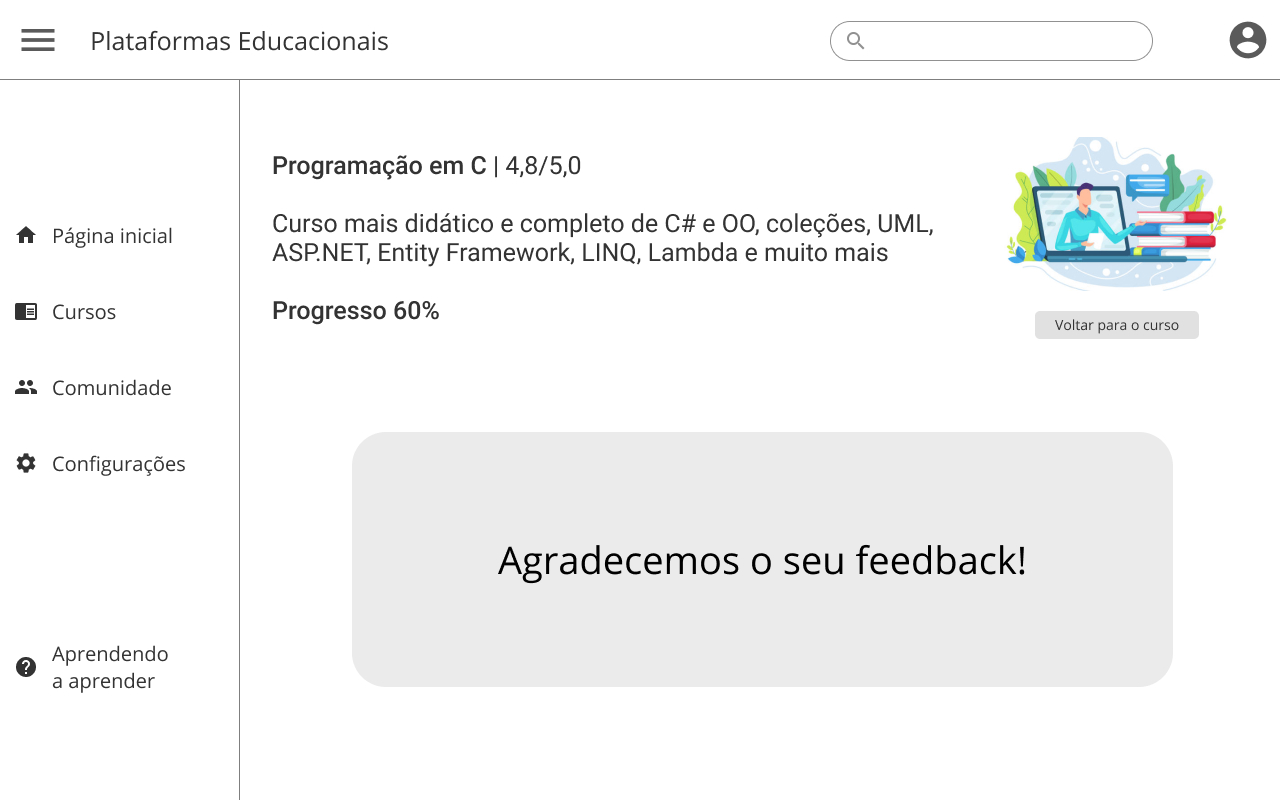 Plataformas Educacionais
Página inicial
Cursos
Comunidade
Configurações
Aprendendo
a aprender
Programação em C | 4,8/5,0
Curso mais didático e completo de C# e OO, coleções, UML,
ASP.NET, Entity Framework, LINQ, Lambda e muito mais
Progresso 60%
Voltar para o curso
Agradecemos o seu feedback!